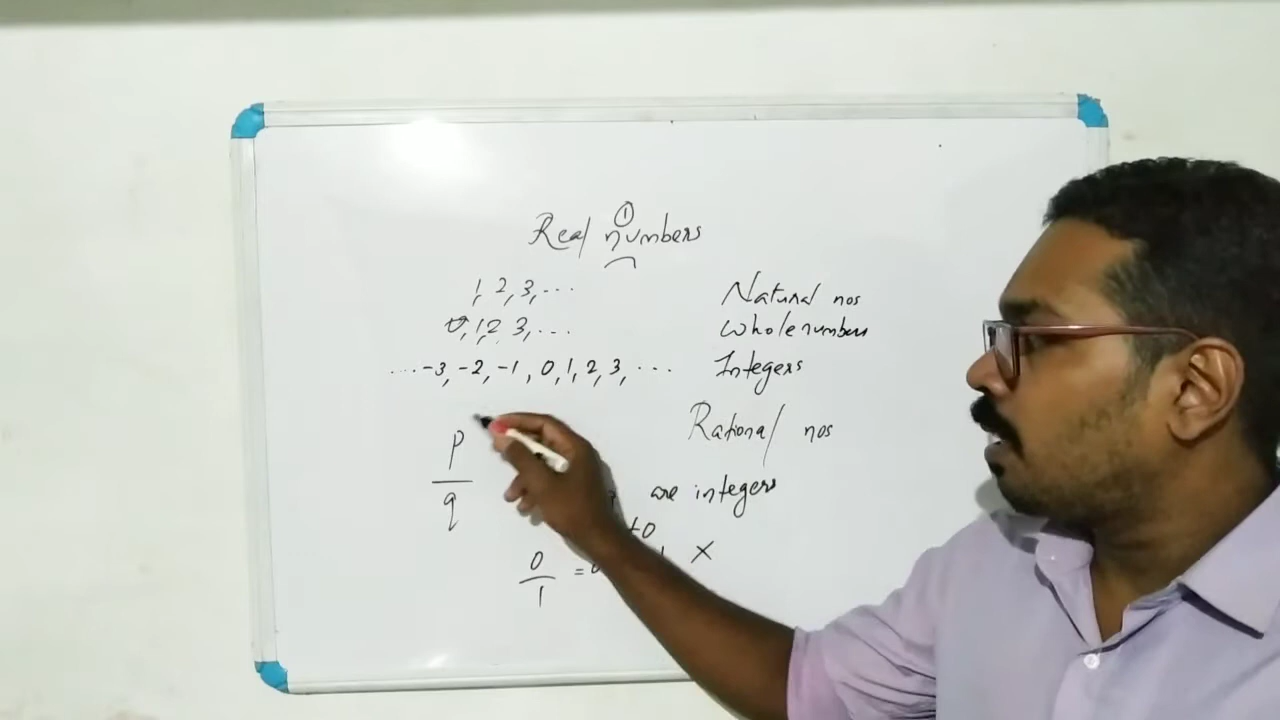 1
Real numbers
1, 2, 3, ... Natural nos
0, 1, 2, 3, ... Whole numbers
.... -3, -2, -1, 0, 1, 2, 3, ... Integers
p Rational nos
q are integers
0
0 = X
1